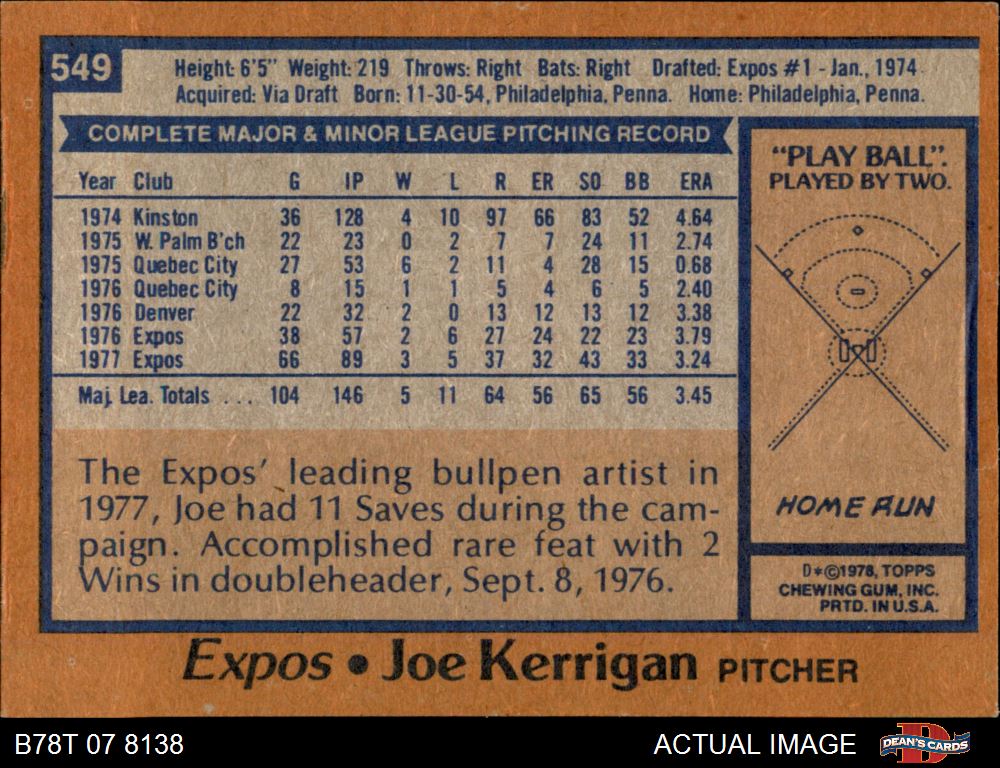 549
Height: 6'5" Weight: 219 Throws: Right Bats: Right Drafted: Expos #1 - Jan., 1974
Acquired: Via Draft Born: 11-30-54, Philadelphia, Penna. Home: Philadelphia, Penna.
COMPLETE MAJOR & MINOR LEAGUE PITCHING RECORD
Year Club G IP W L R ER SO BB ERA
1974 Kinston 36 128 4 10 97 66 83 52 4.64
1975 W. Palm B'ch 22 23 0 2 7 7 24 11 2.74
1975 Quebec City 27 53 6 2 11 4 28 15 0.68
1976 Quebec City 8 15 1 1 5 4 6 5 2.40
1976 Denver 22 32 2 0 13 12 13 12 3.38
1976 Expos 38 57 2 6 27 24 22 23 3.79
1977 Expos 66 89 3 5 37 32 43 33 3.24
Maj. Lea. Totals . . . 104 146 5 11 64 56 65 56 3.45
The Expos' leading bullpen artist in
1977, Joe had 11 Saves during the cam-
paign. Accomplished rare feat with 2
Wins in doubleheader, Sept. 8, 1976.
"PLAY BALL".
PLAYED BY TWO.
HOME RUN
D*©1978, TOPPS
CHEWING GUM, INC.
PRTD. IN U.S.A.
Expos • Joe Kerrigan PITCHER
B78T 07 8138
ACTUAL IMAGE
DEAN'S CARDS